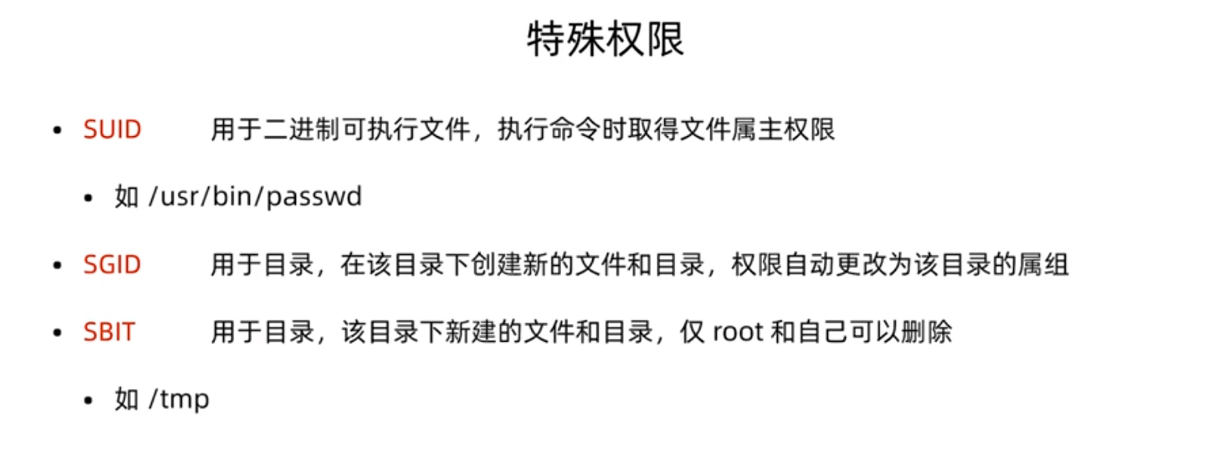 特殊权限
• SUID 用于二进制可执行文件，执行命令时取得文件属主权限
• 如 /usr/bin/passwd
• SGID 用于目录，在该目录下创建新的文件和目录，权限自动更改为该目录的属组
• SBIT 用于目录，该目录下新建的文件和目录，仅 root 和自己可以删除
• 如 /tmp